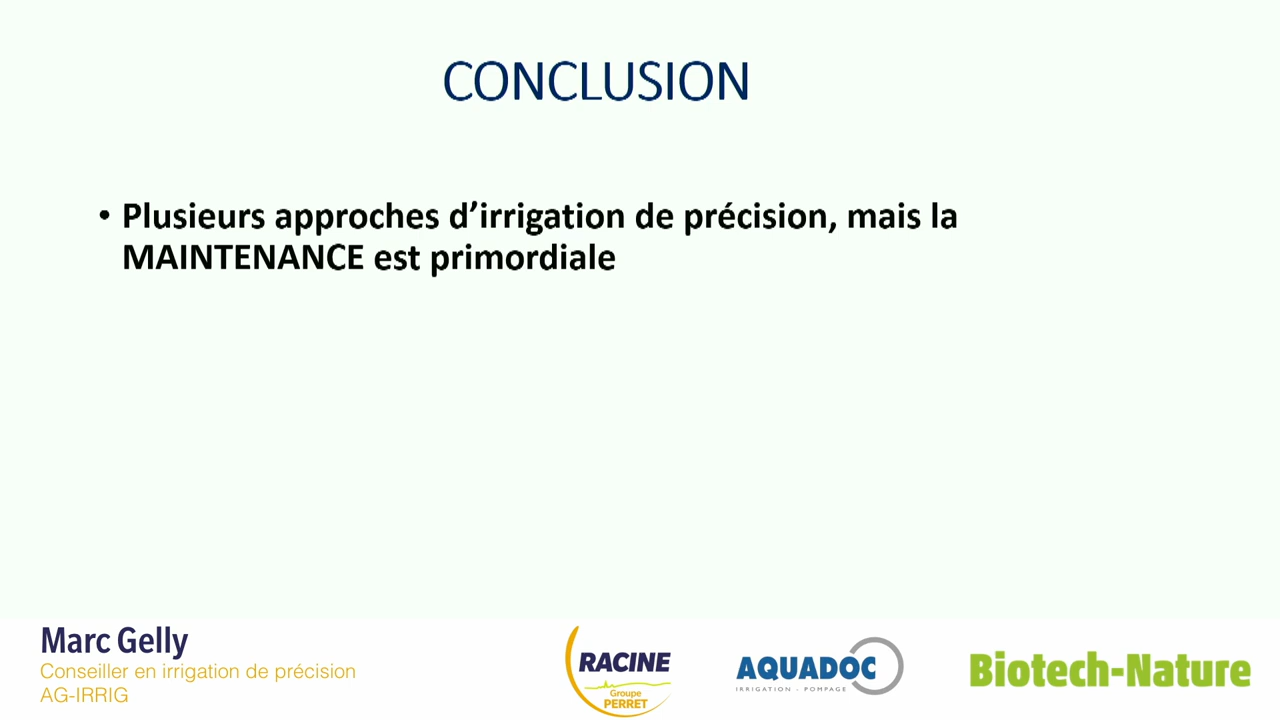 CONCLUSION
• Plusieurs approches d’irrigation de précision, mais la
MAINTENANCE est primordiale
Marc Gelly
Conseiller en irrigation de précision
AG-IRRIG
RACINE
Groupe
PERRET
AQUADOC
IRRIGATION - POMPAGE
Biotech-Nature